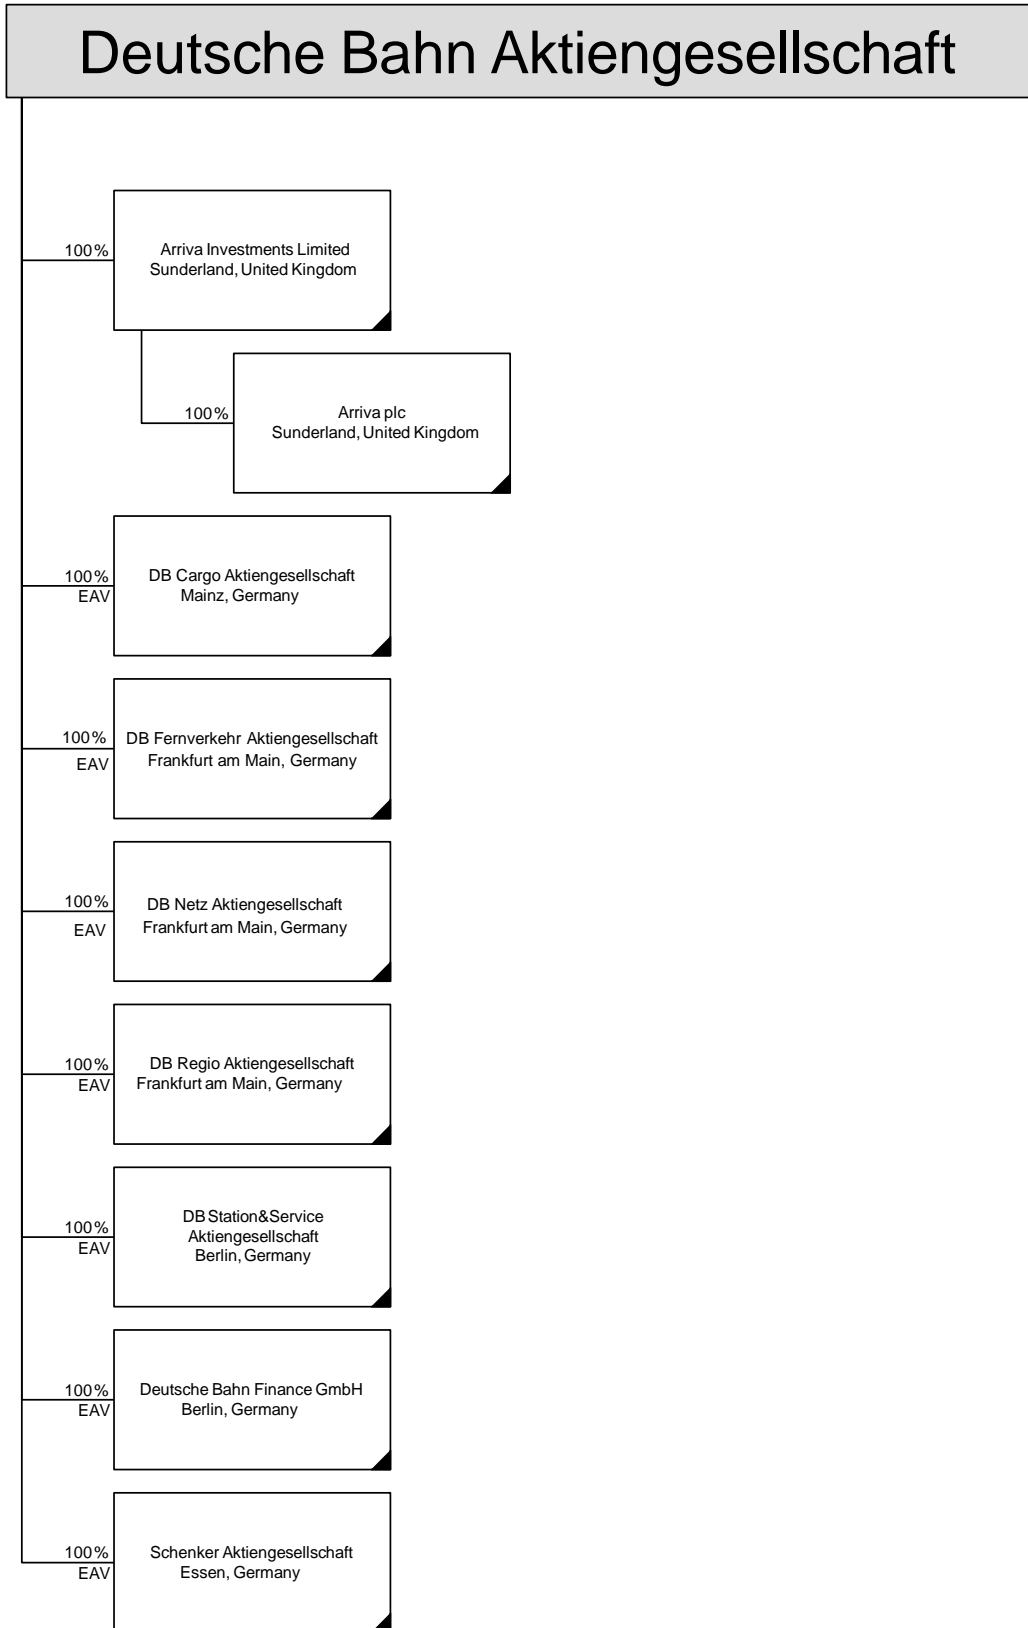 Deutsche Bahn Aktiengesellschaft
100%
Arriva Investments Limited
Sunderland, United Kingdom
100%
Arriva plc
Sunderland, United Kingdom
100%
EAV
DB Cargo Aktiengesellschaft
Mainz, Germany
100%
EAV
DB Fernverkehr Aktiengesellschaft
Frankfurt am Main, Germany
100%
EAV
DB Netz Aktiengesellschaft
Frankfurt am Main, Germany
100%
EAV
DB Regio Aktiengesellschaft
Frankfurt am Main, Germany
100%
EAV
DB Station&Service
Aktiengesellschaft
Berlin, Germany
100%
EAV
Deutsche Bahn Finance GmbH
Berlin, Germany
100%
EAV
Schenker Aktiengesellschaft
Essen, Germany